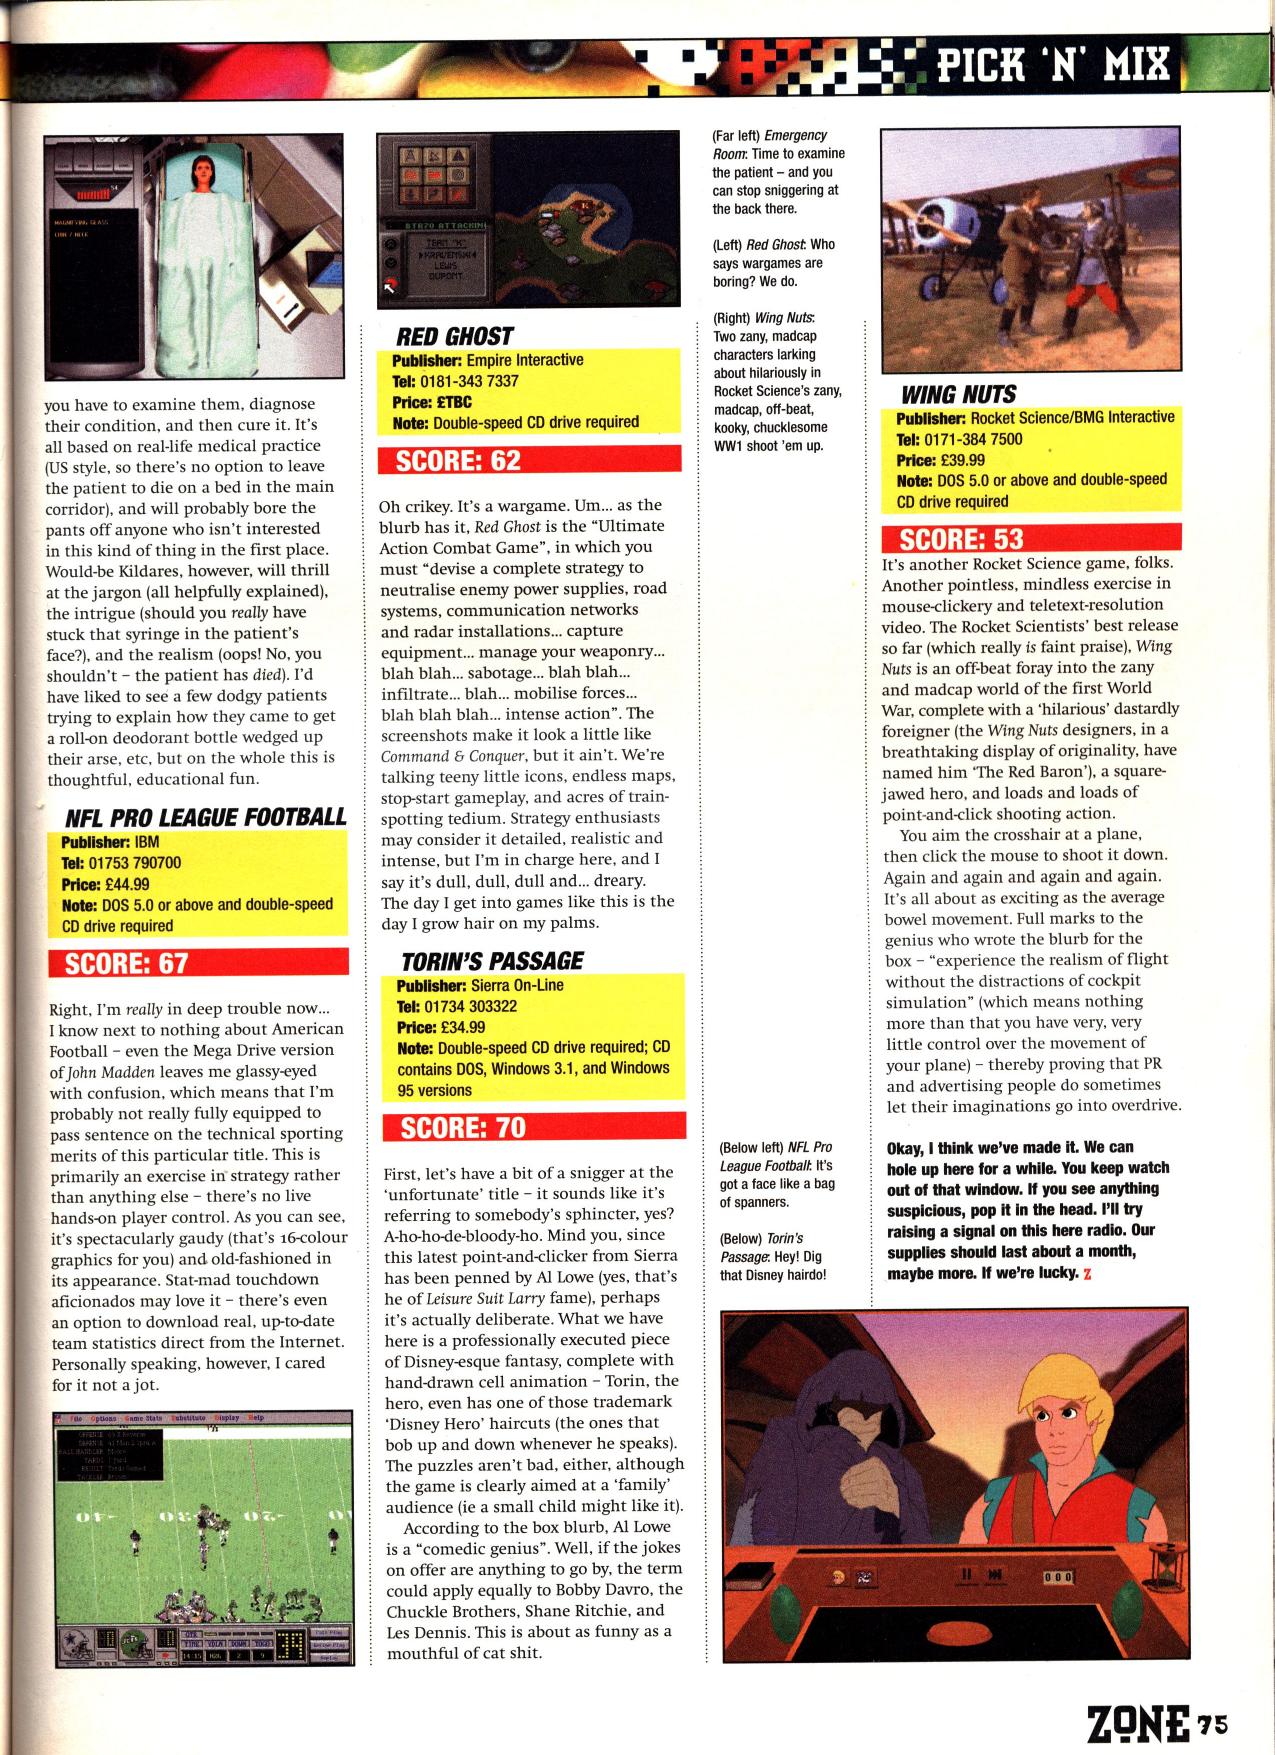 PICK 'N' MIX
54
MAGNIFYING GLASS
you have to examine them, diagnose
their condition, and then cure it. It's
all based on real-life medical practice
(US style, so there's no option to leave
the patient to die on a bed in the main
corridor), and will probably bore the
pants off anyone who isn't interested
in this kind of thing in the first place.
Would-be Kildares, however, will thrill
at the jargon (all helpfully explained),
the intrigue (should you really have
stuck that syringe in the patient's
face?), and the realism (oops! No, you
shouldn't – the patient has died). I'd
have liked to see a few dodgy patients
trying to explain how they came to get
a roll-on deodorant bottle wedged up
their arse, etc, but on the whole this is
thoughtful, educational fun.
NFL PRO LEAGUE FOOTBALL
Publisher: IBM
Tel: 01753 790700
Price: £44.99
Note: DOS 5.0 or above and double-speed
CD drive required
SCORE: 67
Right, I'm really in deep trouble now...
I know next to nothing about American
Football – even the Mega Drive version
of John Madden leaves me glassy-eyed
with confusion, which means that I'm
probably not really fully equipped to
pass sentence on the technical sporting
merits of this particular title. This is
primarily an exercise in strategy rather
than anything else – there's no live
hands-on player control. As you can see,
it's spectacularly gaudy (that's 16-colour
graphics for you) and old-fashioned in
its appearance. Stat-mad touchdown
aficionados may love it – there's even
an option to download real, up-to-date
team statistics direct from the Internet.
Personally speaking, however, I cared
for it not a jot.
File Options Game Stats Substitute Display Help
OFFENSE
DEFENSE
BALL HANDLER
YARDS
RESULT
TACKLER
QTR
TIME YDLN DOWN TOGO
14:15 H26 2 9
BTR70 ATTACKIN
TEAM "K"
KRAVENSKI
LEWIS
DUPONT
RED GHOST
Publisher: Empire Interactive
Tel: 0181-343 7337
Price: £TBC
Note: Double-speed CD drive required
SCORE: 62
Oh crikey. It's a wargame. Um... as the
blurb has it, Red Ghost is the “Ultimate
Action Combat Game”, in which you
must “devise a complete strategy to
neutralise enemy power supplies, road
systems, communication networks
and radar installations... capture
equipment... manage your weaponry...
blah blah... sabotage... blah blah...
infiltrate... blah... mobilise forces...
blah blah blah... intense action”. The
screenshots make it look a little like
Command & Conquer, but it ain't. We're
talking teeny little icons, endless maps,
stop-start gameplay, and acres of train-
spotting tedium. Strategy enthusiasts
may consider it detailed, realistic and
intense, but I'm in charge here, and I
say it's dull, dull, dull and... dreary.
The day I get into games like this is the
day I grow hair on my palms.
TORIN'S PASSAGE
Publisher: Sierra On-Line
Tel: 01734 303322
Price: £34.99
Note: Double-speed CD drive required; CD
contains DOS, Windows 3.1, and Windows
95 versions
SCORE: 70
First, let's have a bit of a snigger at the
‘unfortunate’ title – it sounds like it's
referring to somebody's sphincter, yes?
A-ho-ho-de-bloody-ho. Mind you, since
this latest point-and-clicker from Sierra
has been penned by Al Lowe (yes, that's
he of Leisure Suit Larry fame), perhaps
it's actually deliberate. What we have
here is a professionally executed piece
of Disney-esque fantasy, complete with
hand-drawn cell animation – Torin, the
hero, even has one of those trademark
‘Disney Hero’ haircuts (the ones that
bob up and down whenever he speaks).
The puzzles aren't bad, either, although
the game is clearly aimed at a ‘family’
audience (ie a small child might like it).
According to the box blurb, Al Lowe
is a “comedic genius”. Well, if the jokes
on offer are anything to go by, the term
could apply equally to Bobby Davro, the
Chuckle Brothers, Shane Ritchie, and
Les Dennis. This is about as funny as a
mouthful of cat shit.
(Far left) Emergency
Room: Time to examine
the patient – and you
can stop sniggering at
the back there.
(Left) Red Ghost: Who
says wargames are
boring? We do.
(Right) Wing Nuts:
Two zany, madcap
characters larking
about hilariously in
Rocket Science's zany,
madcap, off-beat,
kooky, chucklesome
WW1 shoot 'em up.
(Below left) NFL Pro
League Football: It's
got a face like a bag
of spanners.
(Below) Torin's
Passage: Hey! Dig
that Disney hairdo!
WING NUTS
Publisher: Rocket Science/BMG Interactive
Tel: 0171-384 7500
Price: £39.99
Note: DOS 5.0 or above and double-speed
CD drive required
SCORE: 53
It's another Rocket Science game, folks.
Another pointless, mindless exercise in
mouse-clickery and teletext-resolution
video. The Rocket Scientists' best release
so far (which really is faint praise), Wing
Nuts is an off-beat foray into the zany
and madcap world of the first World
War, complete with a ‘hilarious’ dastardly
foreigner (the Wing Nuts designers, in a
breathtaking display of originality, have
named him ‘The Red Baron’), a square-
jawed hero, and loads and loads of
point-and-click shooting action.
You aim the crosshair at a plane,
then click the mouse to shoot it down.
Again and again and again and again.
It's all about as exciting as the average
bowel movement. Full marks to the
genius who wrote the blurb for the
box – “experience the realism of flight
without the distractions of cockpit
simulation” (which means nothing
more than that you have very, very
little control over the movement of
your plane) – thereby proving that PR
and advertising people do sometimes
let their imaginations go into overdrive.
Okay, I think we've made it. We can
hole up here for a while. You keep watch
out of that window. If you see anything
suspicious, pop it in the head. I'll try
raising a signal on this here radio. Our
supplies should last about a month,
maybe more. If we're lucky. Z
000
ZONE 75